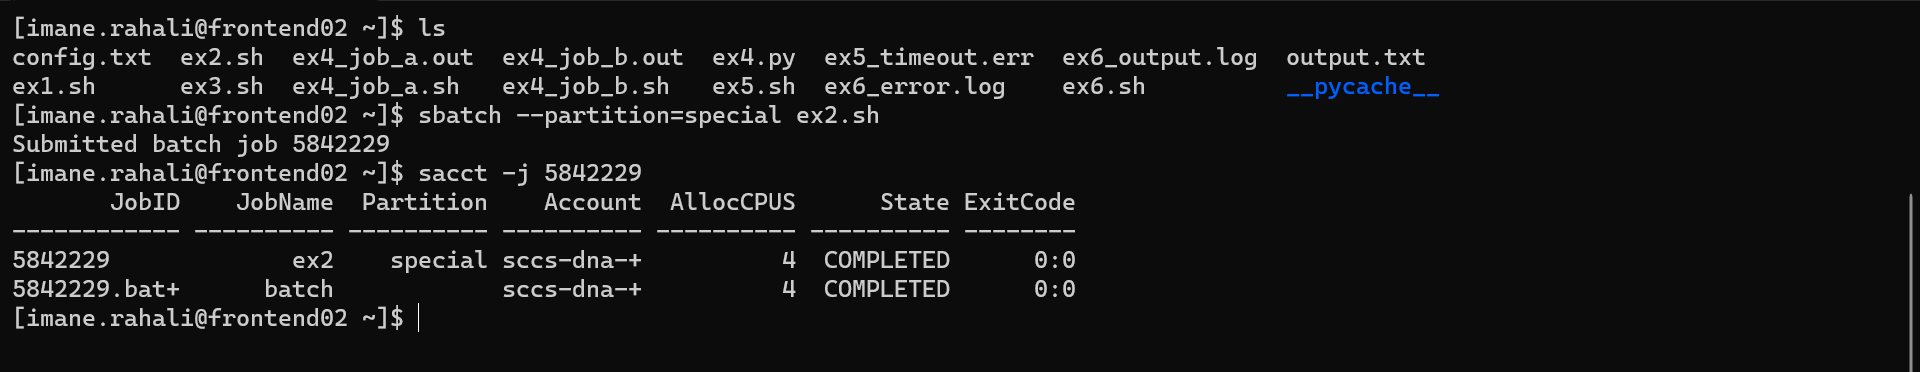 [imane.rahali@frontend02 ~]$ ls
config.txt  ex2.sh  ex4_job_a.out  ex4_job_b.out  ex4.py  ex5_timeout.err  ex6_output.log  output.txt
ex1.sh      ex3.sh  ex4_job_a.sh   ex4_job_b.sh   ex5.sh  ex6_error.log    ex6.sh          __pycache__
[imane.rahali@frontend02 ~]$ sbatch --partition=special ex2.sh
Submitted batch job 5842229
[imane.rahali@frontend02 ~]$ sacct -j 5842229
       JobID    JobName  Partition    Account  AllocCPUS      State ExitCode
------------ ---------- ---------- ---------- ---------- ---------- --------
5842229             ex2    special sccs-dna-+          4  COMPLETED      0:0
5842229.bat+      batch            sccs-dna-+          4  COMPLETED      0:0
[imane.rahali@frontend02 ~]$